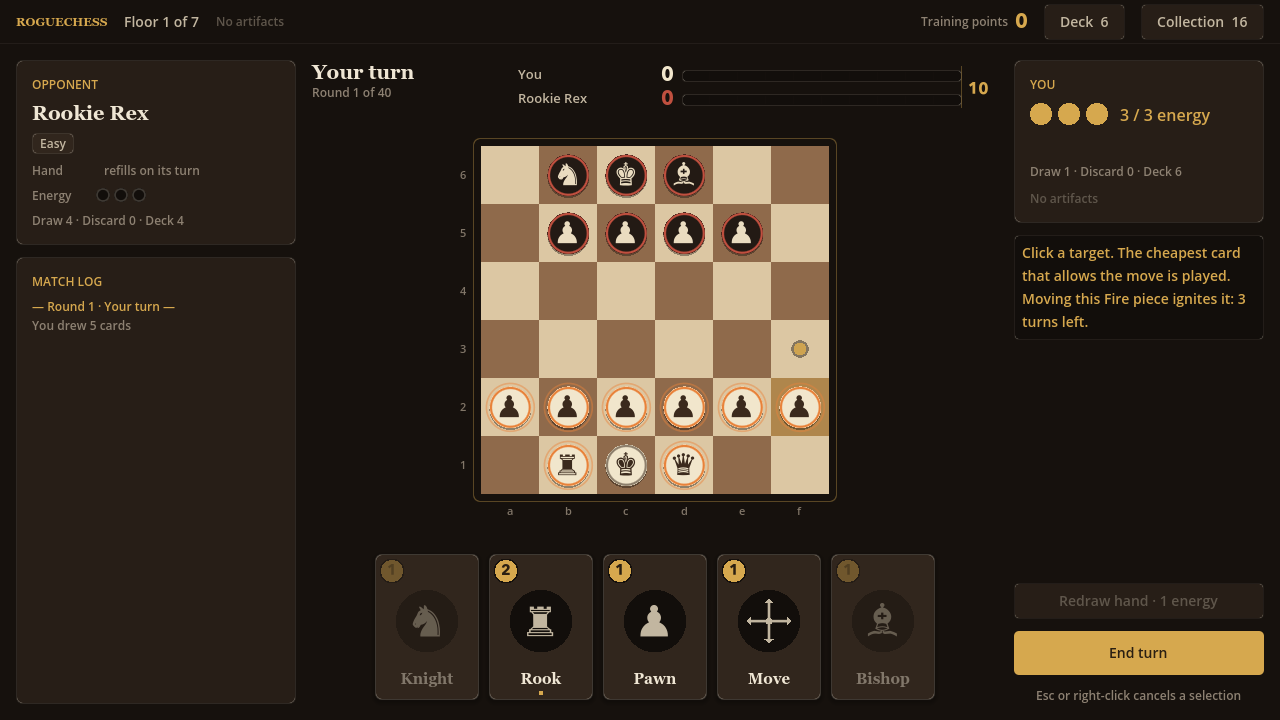 ROGUECHESS Floor 1 of 7 No artifacts Training points 0 Deck 6 Collection 16
OPPONENT
Rookie Rex
Easy
Hand refills on its turn
Energy
Draw 4 · Discard 0 · Deck 4
MATCH LOG
— Round 1 · Your turn —
You drew 5 cards
Your turn
Round 1 of 40
You 0
Rookie Rex 0
10
6
5
4
3
2
1
a b c d e f
1 Knight
2 Rook
1 Pawn
1 Move
1 Bishop
YOU
3 / 3 energy
Draw 1 · Discard 0 · Deck 6
No artifacts
Click a target. The cheapest card
that allows the move is played.
Moving this Fire piece ignites it: 3
turns left.
Redraw hand · 1 energy
End turn
Esc or right-click cancels a selection